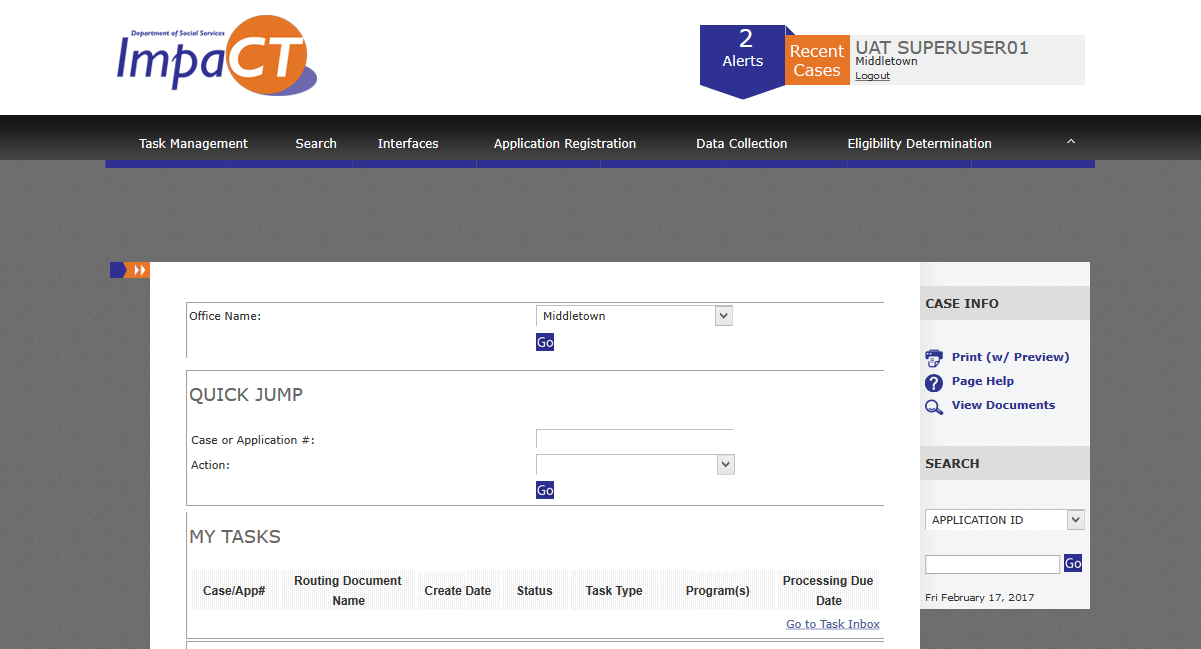 Department of Social Services
ImpaCT
2
Alerts
Recent
Cases
UAT SUPERUSER01
Middletown
Logout
Task Management Search Interfaces Application Registration Data Collection Eligibility Determination
Office Name: Middletown
Go
QUICK JUMP
Case or Application #:
Action:
Go
MY TASKS
Case/App# Routing Document Name Create Date Status Task Type Program(s) Processing Due Date
Go to Task Inbox
CASE INFO
Print (w/ Preview)
? Page Help
View Documents
SEARCH
APPLICATION ID
Go
Fri February 17, 2017